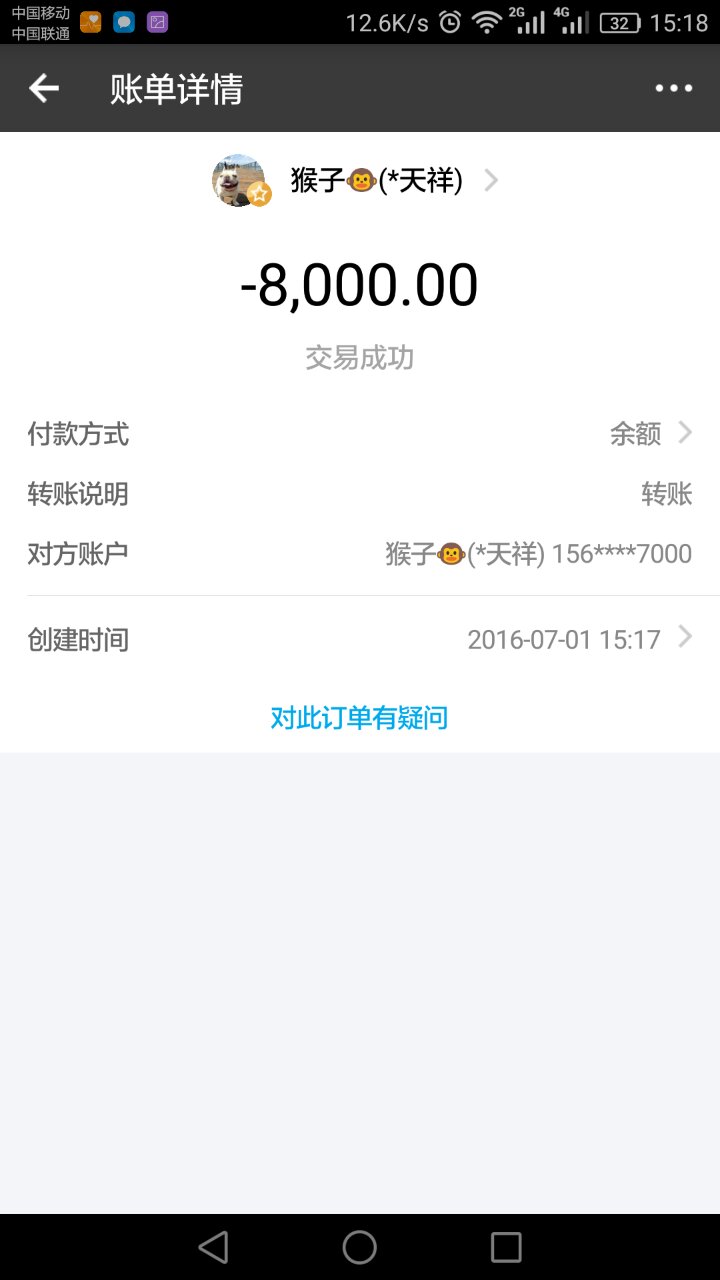 中国移动
中国联通
12.6K/s 2G 4G 32 15:18
账单详情
猴子🐵(*天祥)
-8,000.00
交易成功
付款方式 余额
转账说明 转账
对方账户 猴子🐵(*天祥) 156****7000
创建时间 2016-07-01 15:17
对此订单有疑问